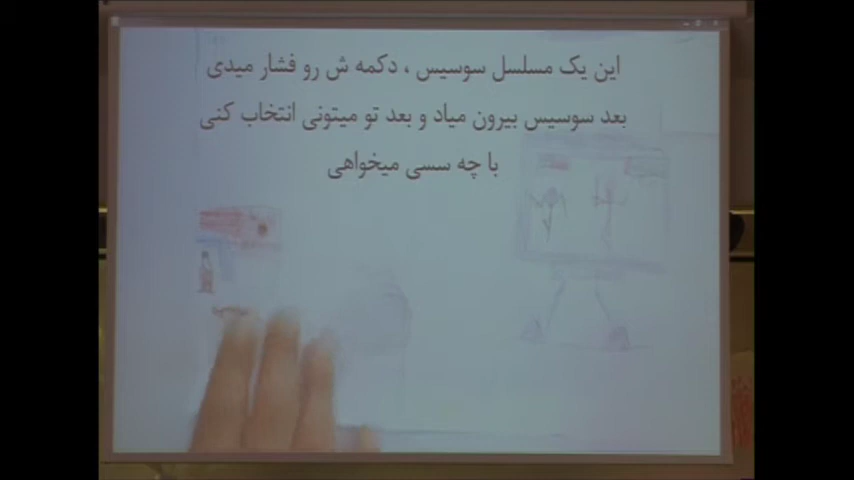 این یک مسلسل سوسیس ، دکمه ش رو فشار میدی
بعد سوسیس بیرون میاد و بعد تو میتونی انتخاب کنی
با چه سسی میخواهی